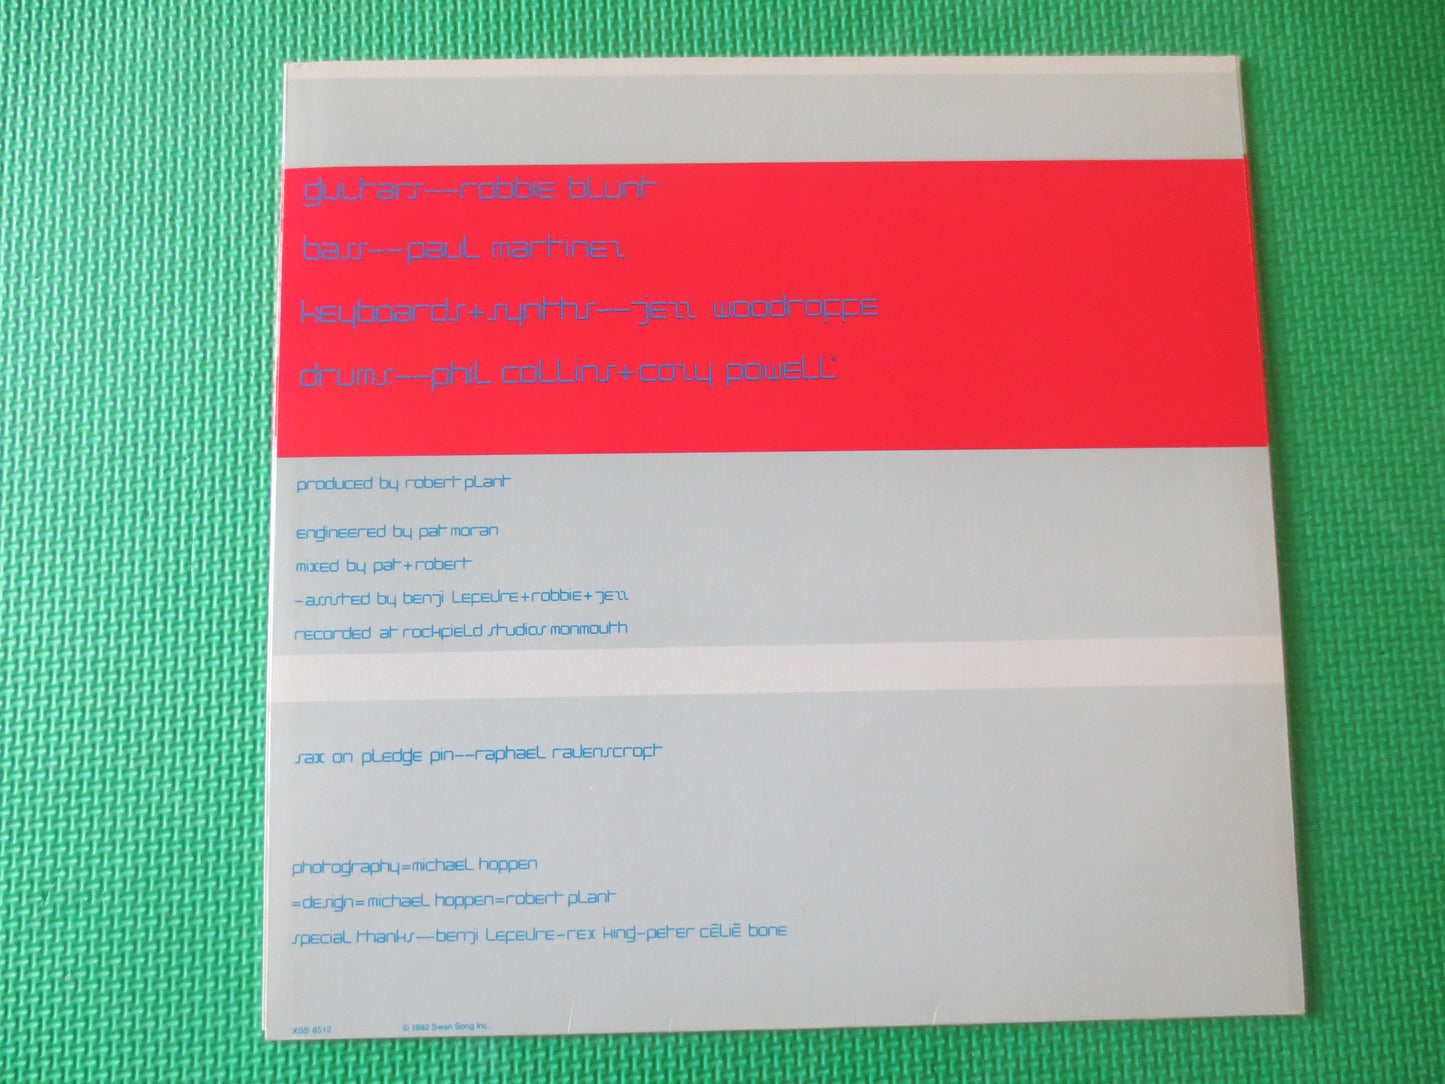 guitars--robbie blunt
bass--paul martinez
keyboards+synths--jezz woodroffe
drums--phil collins+cozy powell*
produced by robert plant
engineered by pat moran
mixed by pat+robert
-assisted by benji lefevre+robbie+jezz
recorded at rockfield studios monmouth
sax on pledge pin--raphael ravenscroft
photography=michael hoppen
=design=michael hoppen=robert plant
special thanks--benji lefevre-rex king-peter cēliē bone
XSS 8512 © 1982 Swan Song Inc.